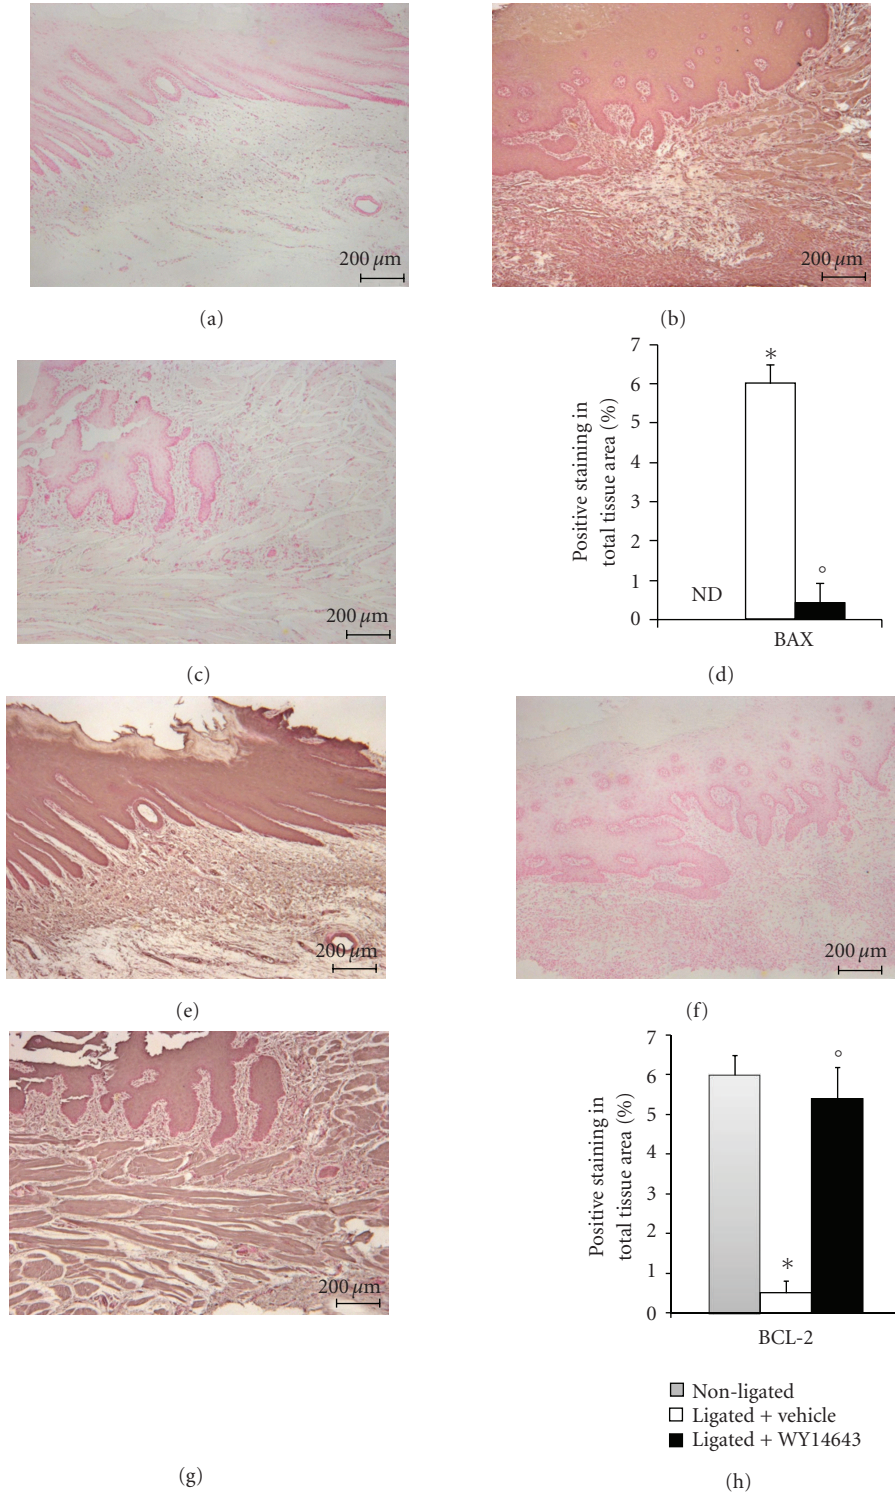 200 μm
200 μm
(a)
(b)
7
6
5
4
3
2
1
0
Positive staining in
total tissue area (%)
*
°
ND
BAX
200 μm
(c)
(d)
200 μm
200 μm
(e)
(f)
7
6
5
4
3
2
1
0
Positive staining in
total tissue area (%)
*
°
BCL-2
200 μm
Non-ligated
Ligated + vehicle
Ligated + WY14643
(g)
(h)